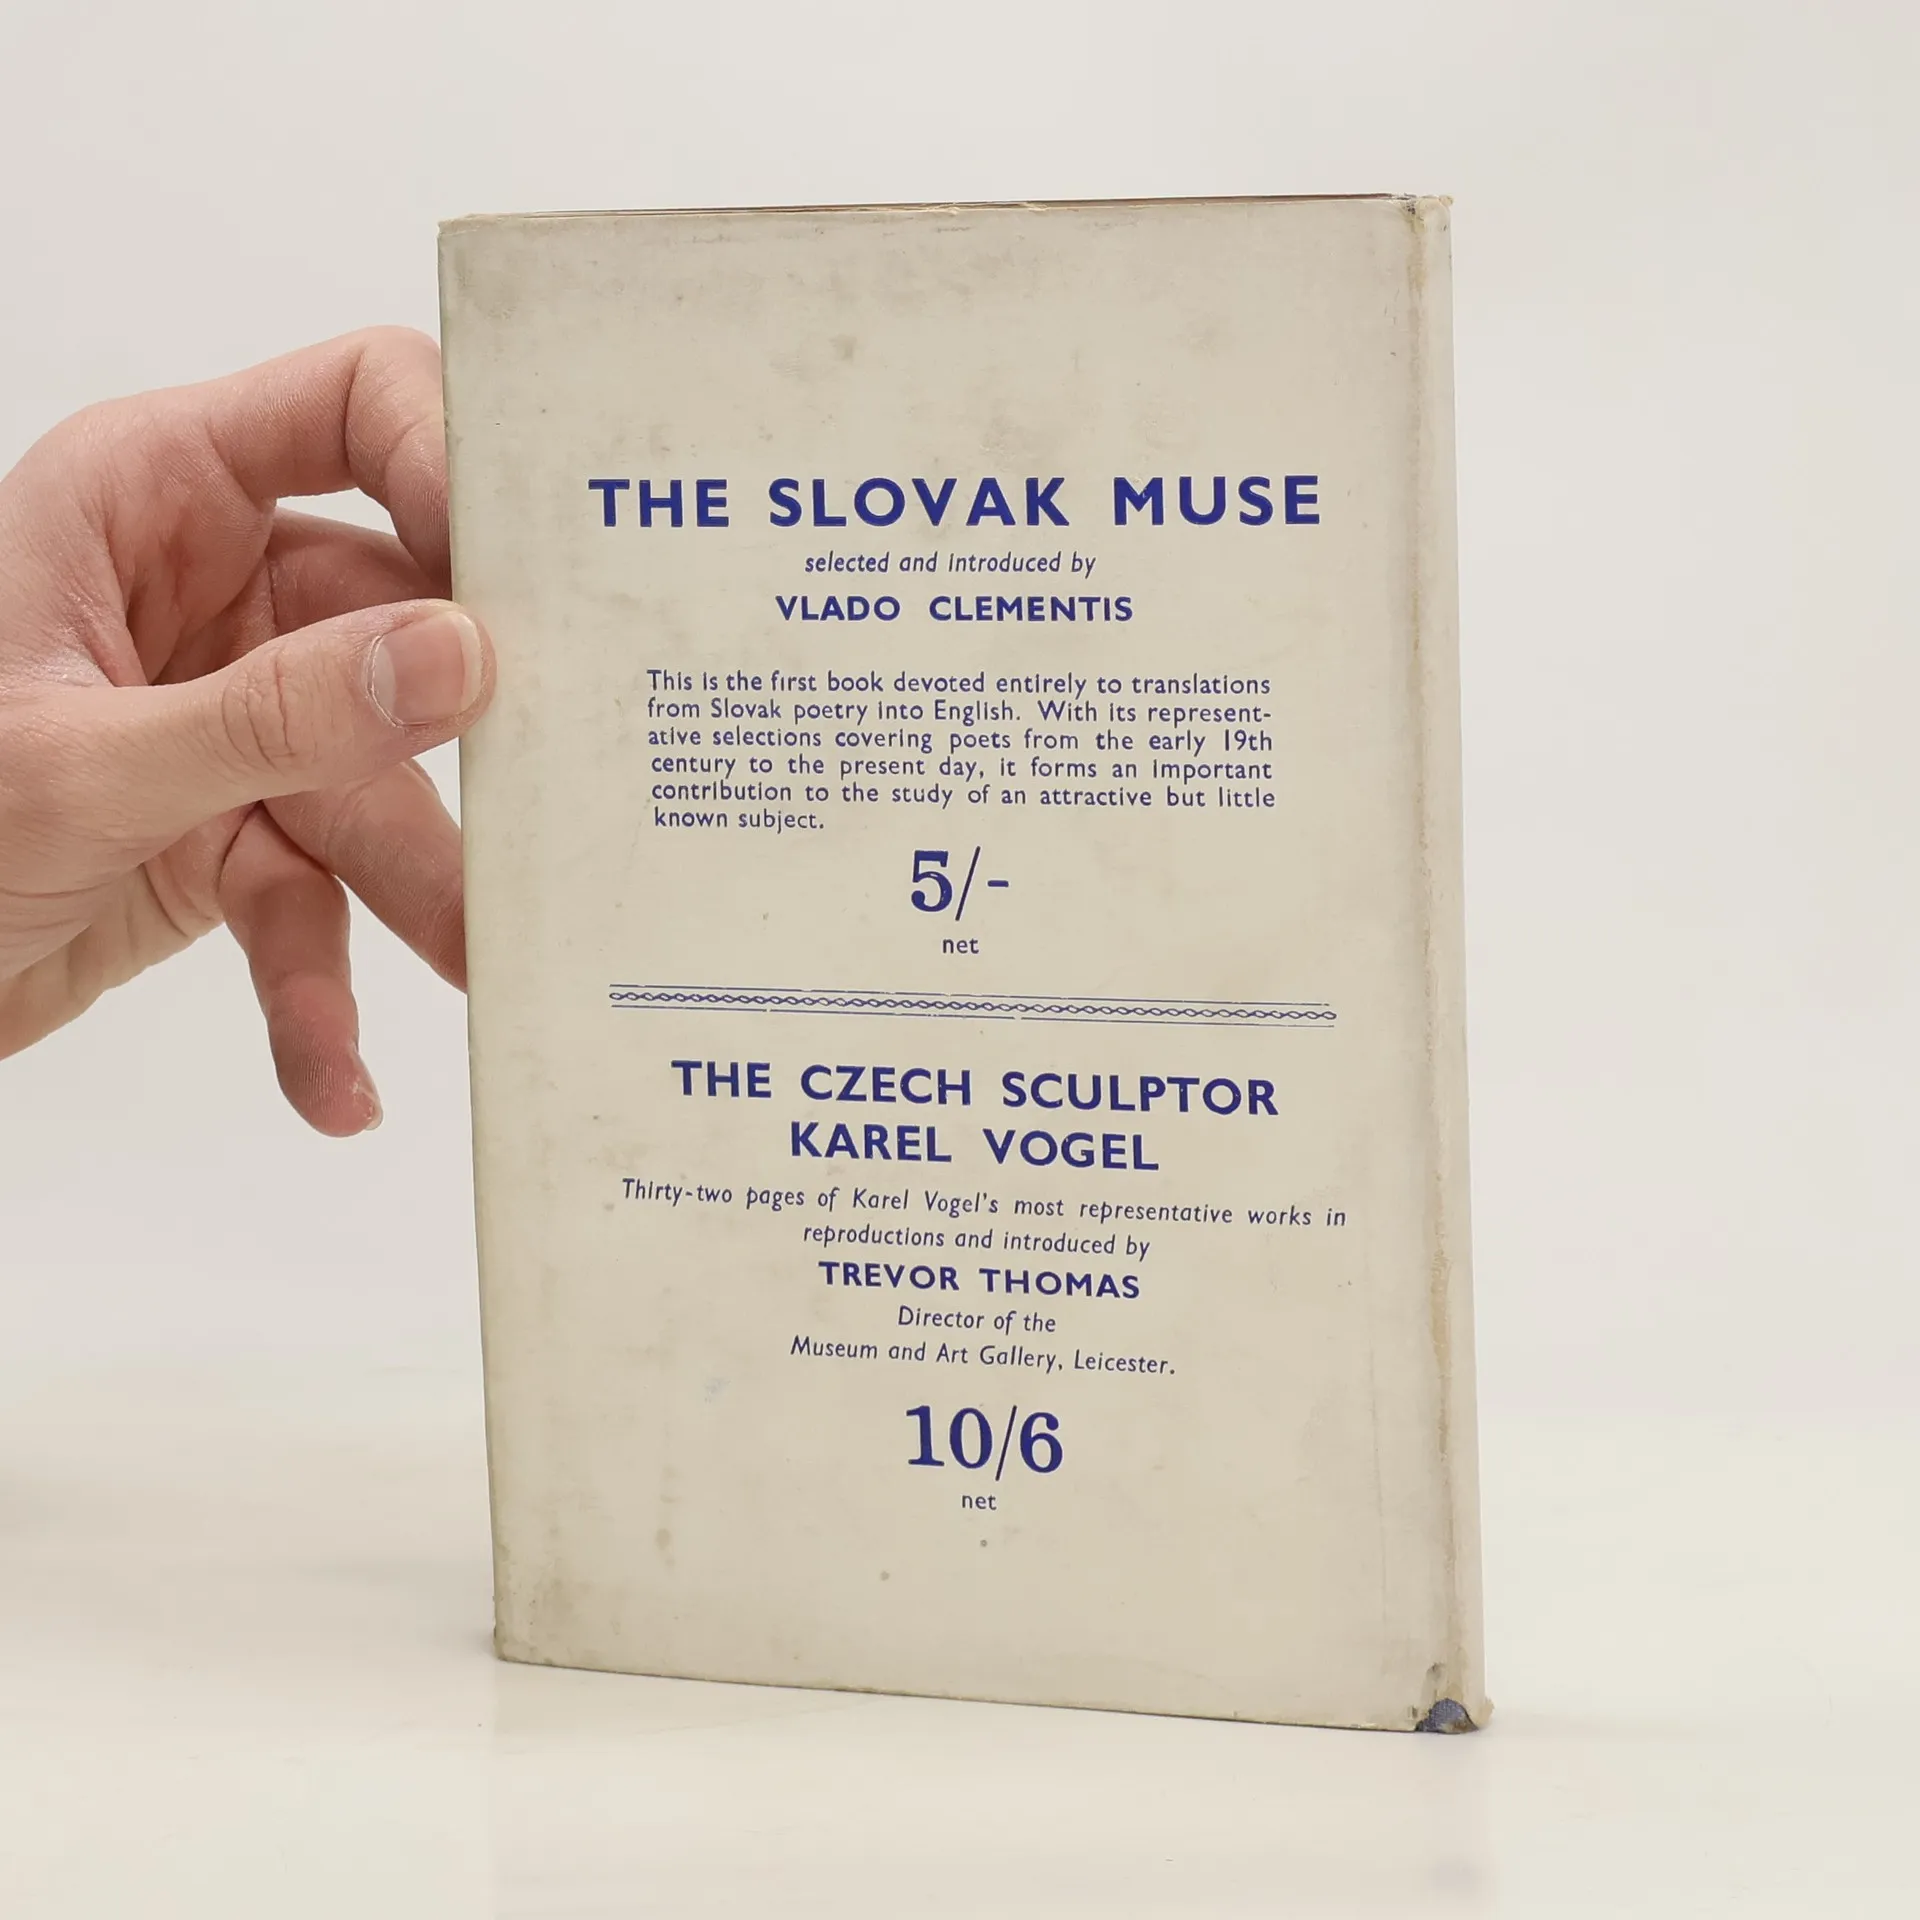 THE SLOVAK MUSE
selected and introduced by
VLADO CLEMENTIS
This is the first book devoted entirely to translations
from Slovak poetry into English. With its represent-
ative selections covering poets from the early 19th
century to the present day, it forms an important
contribution to the study of an attractive but little
known subject.
5/-
net
THE CZECH SCULPTOR
KAREL VOGEL
Thirty-two pages of Karel Vogel's most representative works in
reproductions and introduced by
TREVOR THOMAS
Director of the
Museum and Art Gallery, Leicester.
10/6
net